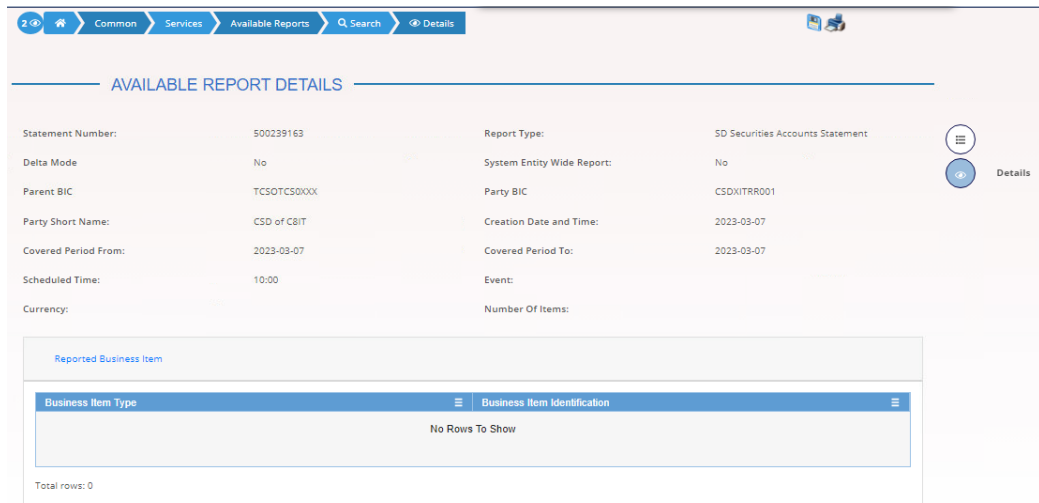 2 Common Services Available Reports Search Details
AVAILABLE REPORT DETAILS
Statement Number: 500239163 Report Type: SD Securities Accounts Statement
Delta Mode No System Entity Wide Report: No
Details
Parent BIC TCSOTCS0XXX Party BIC CSDXITRR001
Party Short Name: CSD of C8IT Creation Date and Time: 2023-03-07
Covered Period From: 2023-03-07 Covered Period To: 2023-03-07
Scheduled Time: 10:00 Event:
Currency: Number Of Items:
Reported Business Item
Business Item Type Business Item Identification
No Rows To Show
Total rows: 0